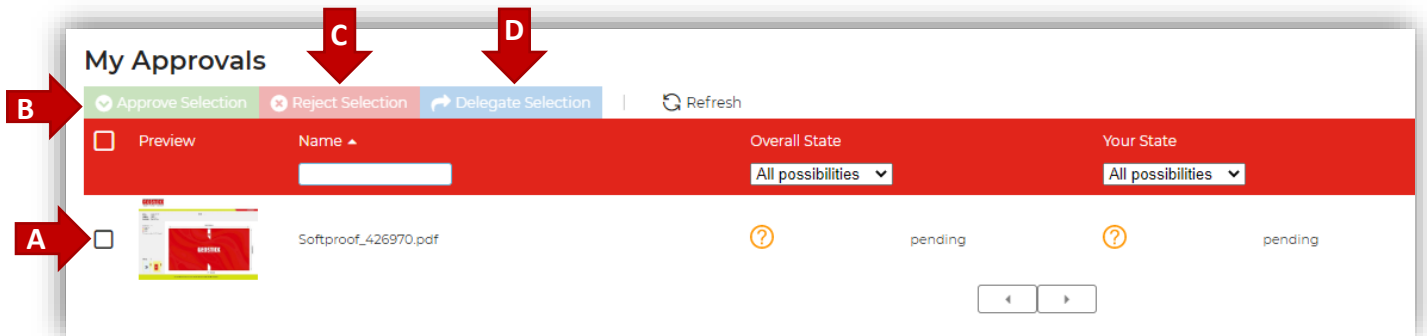 C
D
My Approvals
B
Approve Selection Reject Selection Delegate Selection Refresh
Preview Name Overall State Your State
All possibilities All possibilities
A
Softproof_426970.pdf pending pending